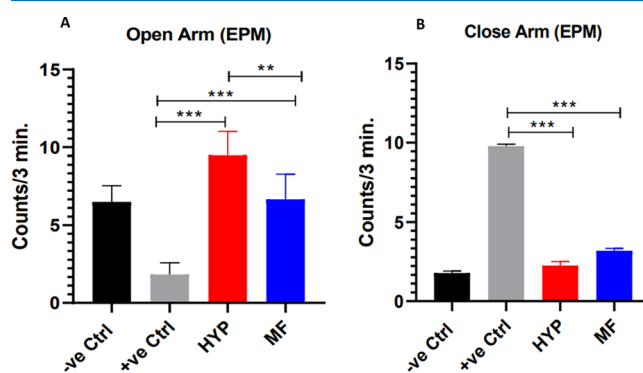 A
Open Arm (EPM)
Counts/3 min.
15
10
5
0
**
***
***
-ve Ctrl
+ve Ctrl
HYP
MF
B
Close Arm (EPM)
Counts/3 min.
15
10
5
0
***
***
-ve Ctrl
+ve Ctrl
HYP
MF